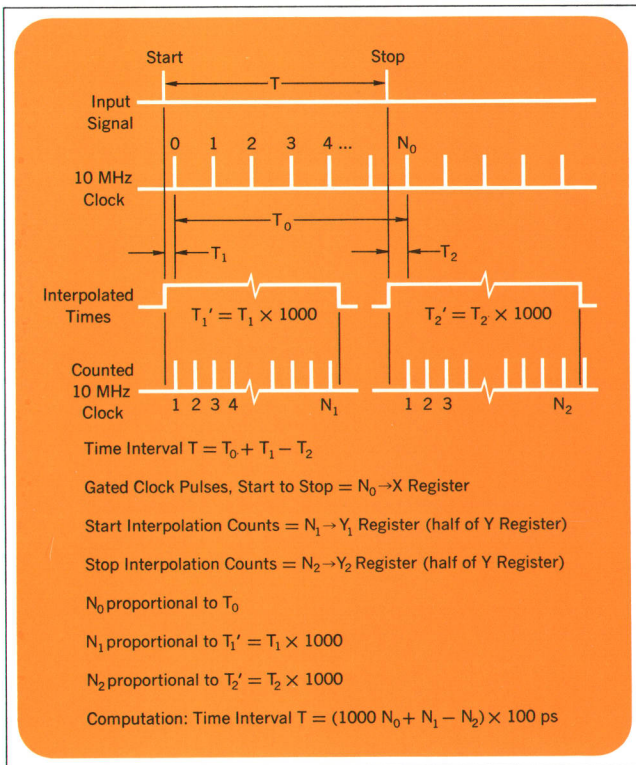 Start Stop
T
Input
Signal
0 1 2 3 4 ... N₀
10 MHz
Clock
T₀
T₁ T₂
Interpolated
Times
T₁′ = T₁ × 1000 T₂′ = T₂ × 1000
Counted
10 MHz
Clock
1 2 3 4 N₁ 1 2 3 N₂
Time Interval T = T₀ + T₁ − T₂
Gated Clock Pulses, Start to Stop = N₀→X Register
Start Interpolation Counts = N₁→Y₁ Register (half of Y Register)
Stop Interpolation Counts = N₂→Y₂ Register (half of Y Register)
N₀ proportional to T₀
N₁ proportional to T₁′ = T₁ × 1000
N₂ proportional to T₂′ = T₂ × 1000
Computation: Time Interval T = (1000 N₀ + N₁ − N₂) × 100 ps